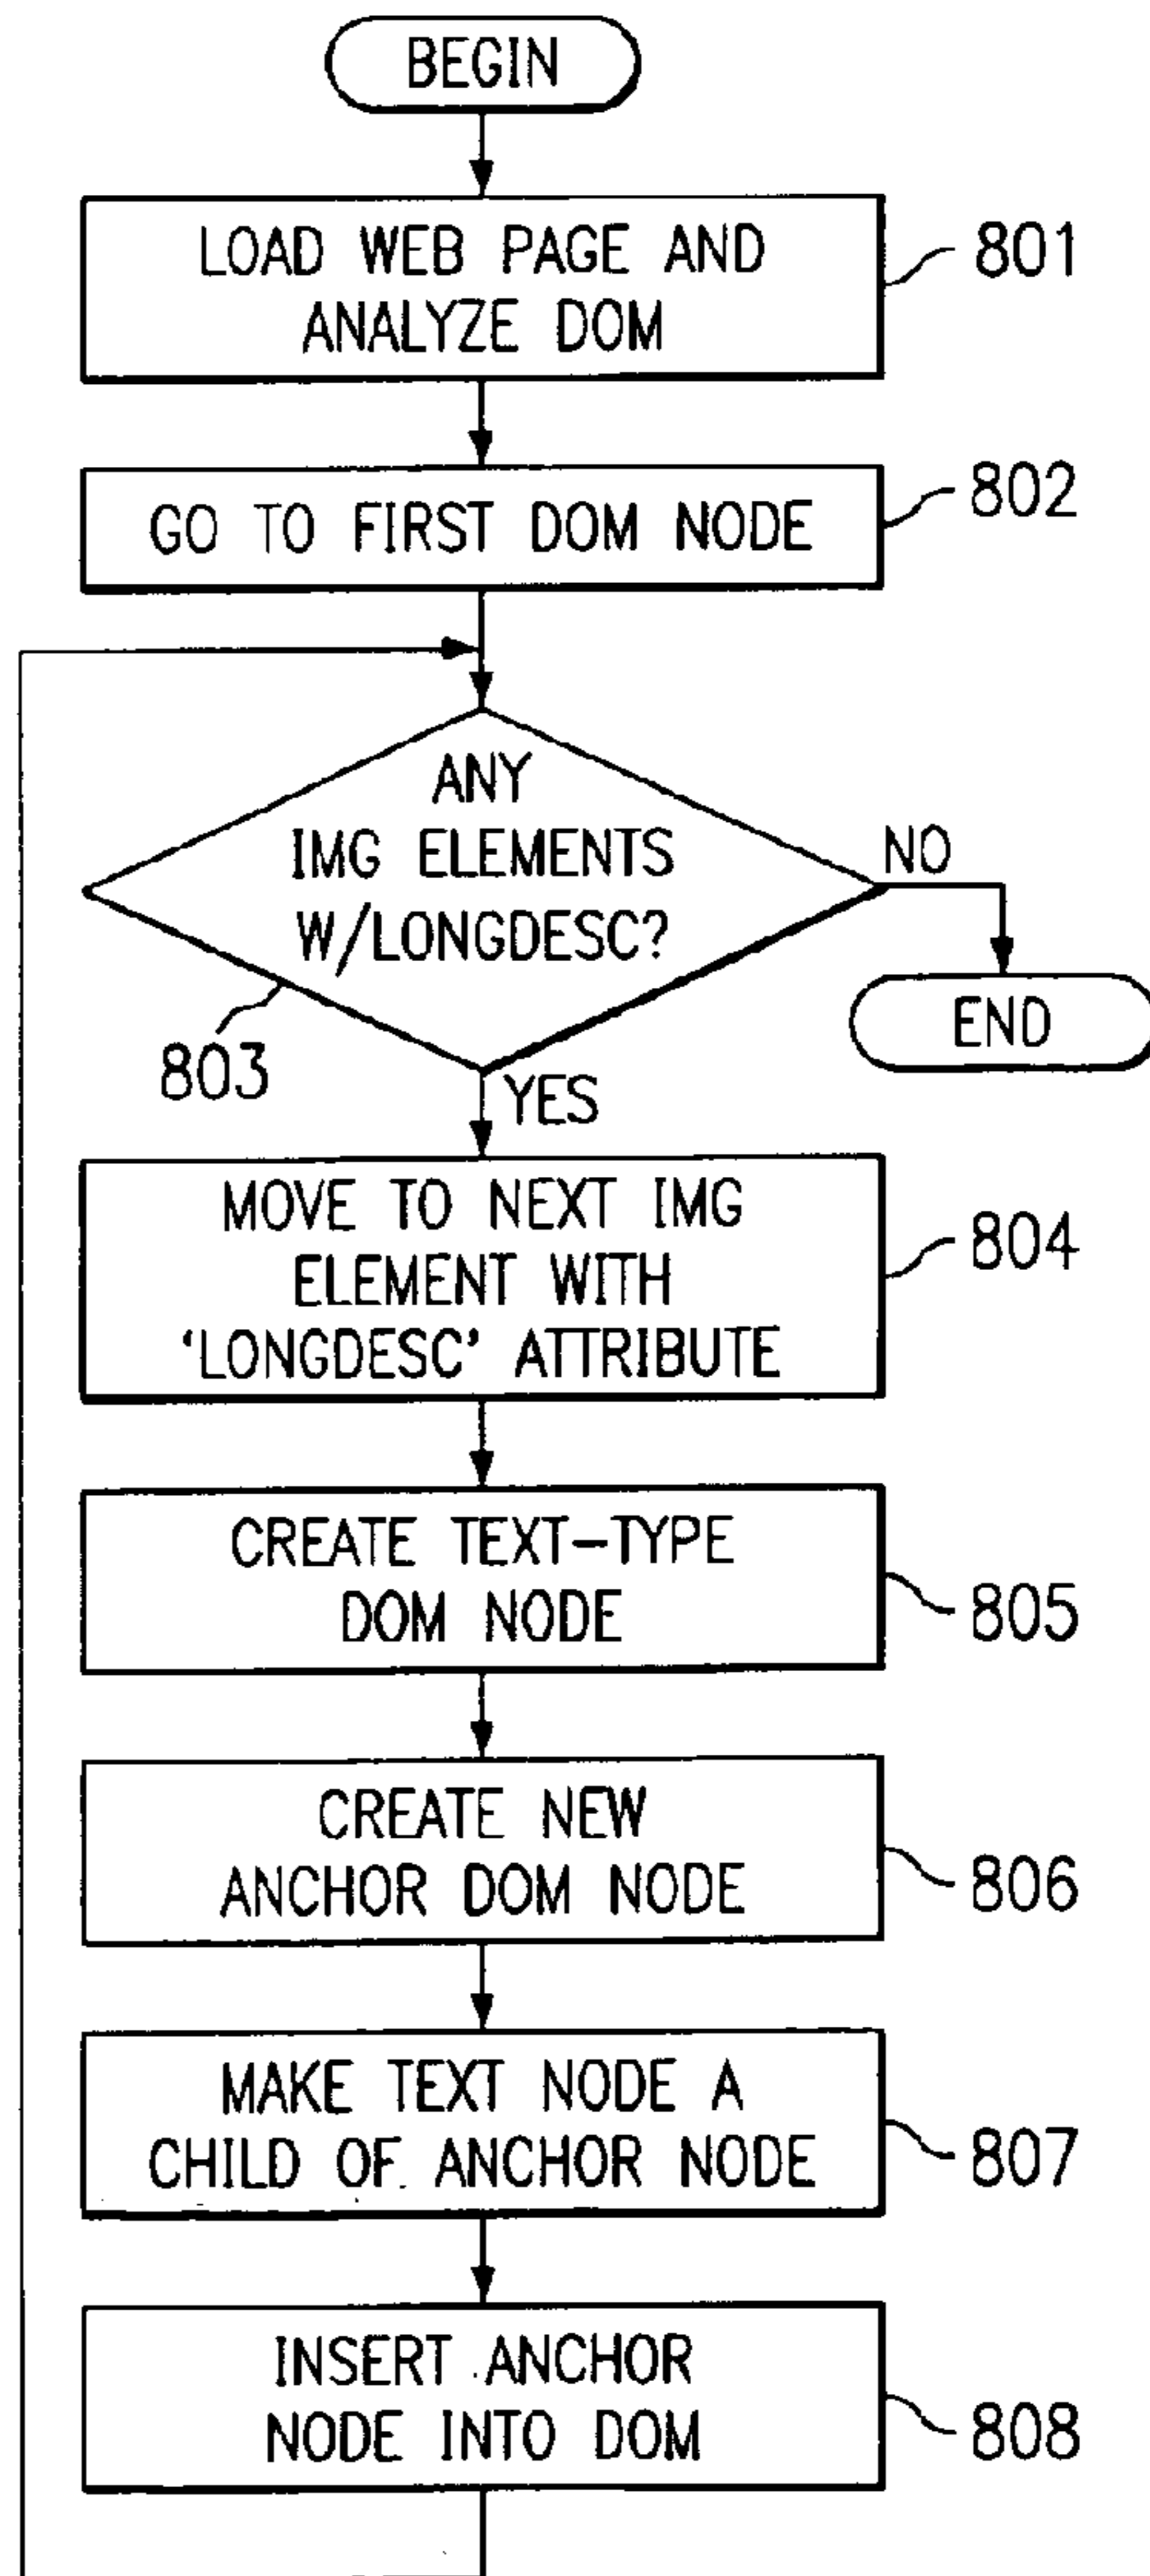 BEGIN
LOAD WEB PAGE AND
ANALYZE DOM
801
GO TO FIRST DOM NODE
802
ANY
IMG ELEMENTS
W/LONGDESC?
803
NO
END
YES
MOVE TO NEXT IMG
ELEMENT WITH
'LONGDESC' ATTRIBUTE
804
CREATE TEXT-TYPE
DOM NODE
805
CREATE NEW
ANCHOR DOM NODE
806
MAKE TEXT NODE A
CHILD OF ANCHOR NODE
807
INSERT ANCHOR
NODE INTO DOM
808